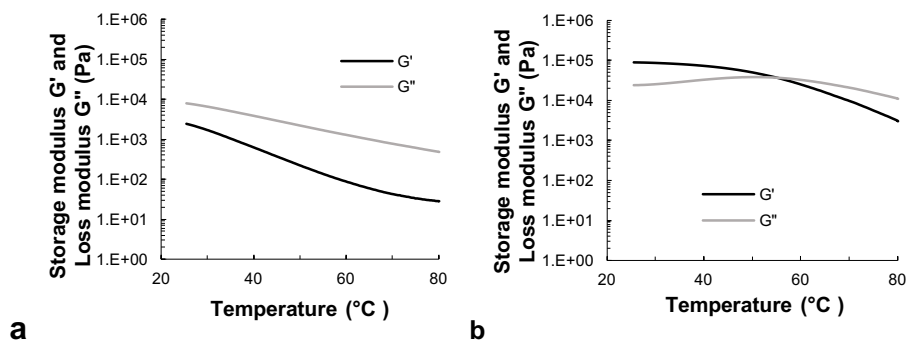 Storage modulus G' and
Loss modulus G" (Pa)
1.E+06
1.E+05
1.E+04
1.E+03
1.E+02
1.E+01
1.E+00
G'
G"
20
40
60
80
Temperature (°C )
a
Storage modulus G' and
Loss modulus G" (Pa)
1.E+06
1.E+05
1.E+04
1.E+03
1.E+02
1.E+01
1.E+00
G'
G"
20
40
60
80
Temperature (°C )
b